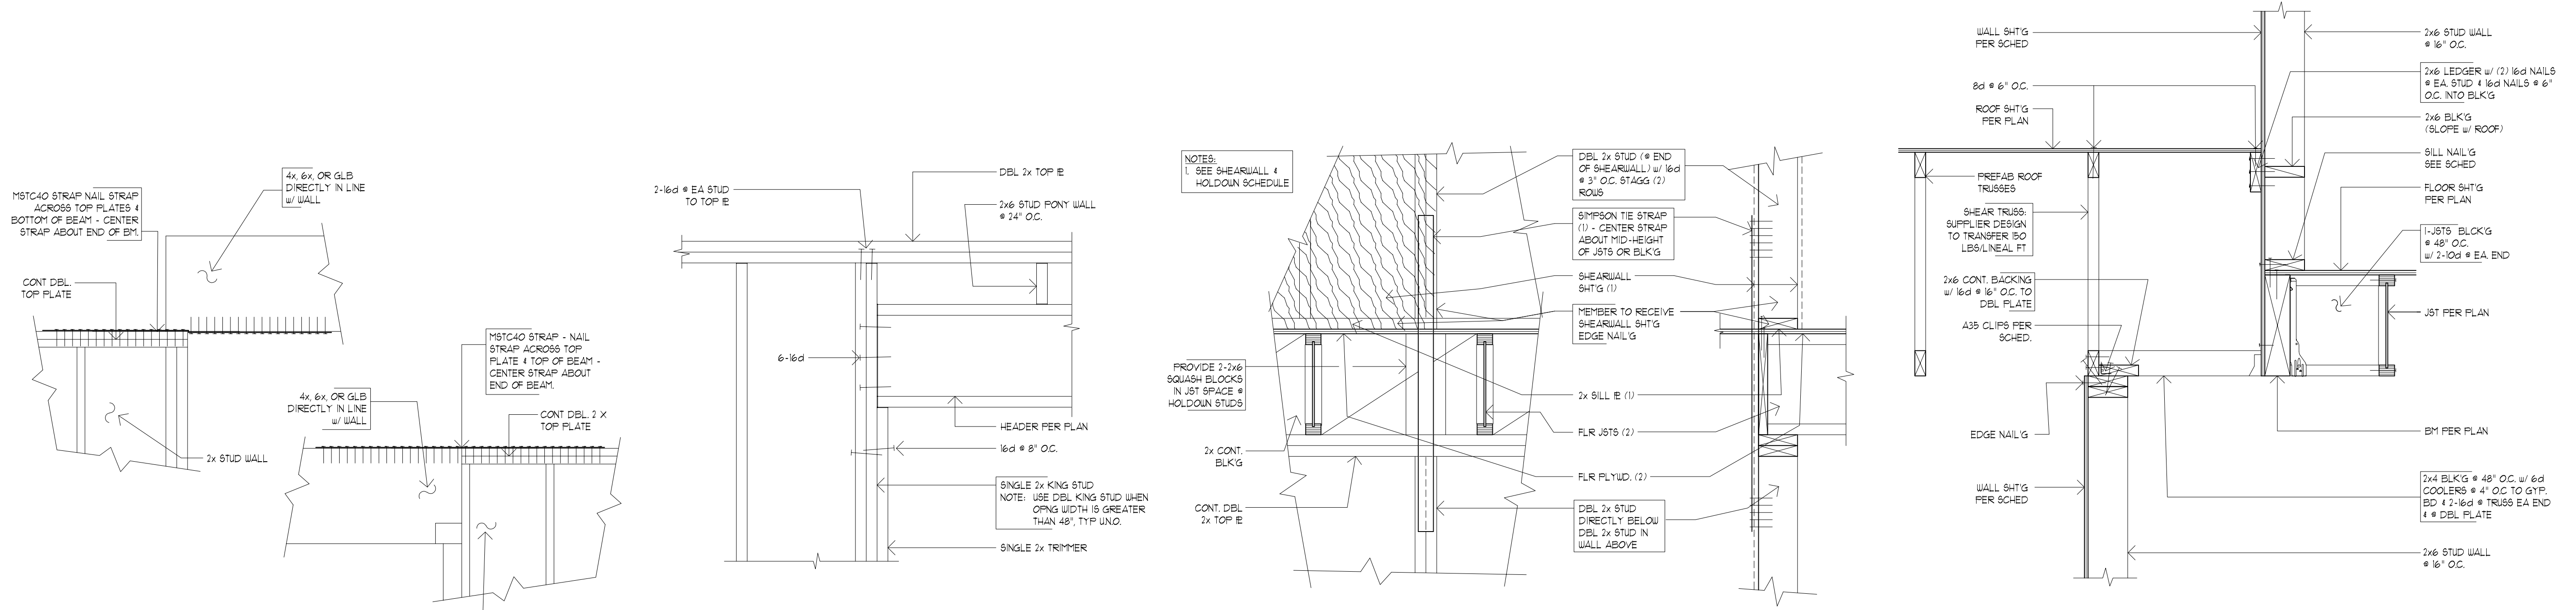 MSTC40 STRAP NAIL STRAP
ACROSS TOP PLATES &
BOTTOM OF BEAM - CENTER
STRAP ABOUT END OF BM.
4x, 6x, OR GLB
DIRECTLY IN LINE
w/ WALL
CONT DBL.
TOP PLATE
2x STUD WALL
MSTC40 STRAP - NAIL
STRAP ACROSS TOP
PLATE & TOP OF BEAM -
CENTER STRAP ABOUT
END OF BEAM.
4x, 6x, OR GLB
DIRECTLY IN LINE
w/ WALL
CONT DBL. 2 X
TOP PLATE
2-16d @ EA STUD
TO TOP PL
DBL 2x TOP PL
2x6 STUD PONY WALL
@ 24" O.C.
6-16d
HEADER PER PLAN
16d @ 8" O.C.
SINGLE 2x KING STUD
NOTE: USE DBL KING STUD WHEN
OPNG WIDTH IS GREATER
THAN 48", TYP U.N.O.
SINGLE 2x TRIMMER
NOTES:
1. SEE SHEARWALL &
HOLDOWN SCHEDULE
DBL 2x STUD (@ END
OF SHEARWALL) w/ 16d
@ 3" O.C. STAGG (2)
ROWS
SIMPSON TIE STRAP
(1) - CENTER STRAP
ABOUT MID-HEIGHT
OF JSTS OR BLK'G
SHEARWALL
SHT'G (1)
MEMBER TO RECEIVE
SHEARWALL SHT'G
EDGE NAIL'G
PROVIDE 2-2x6
SQUASH BLOCKS
IN JST SPACE @
HOLDOWN STUDS
2x SILL PL (1)
FLR JSTS (2)
2x CONT.
BLK'G
FLR PLYWD. (2)
CONT. DBL
2x TOP PL
DBL 2x STUD
DIRECTLY BELOW
DBL 2x STUD IN
WALL ABOVE
WALL SHT'G
PER SCHED
8d @ 6" O.C.
ROOF SHT'G
PER PLAN
PREFAB ROOF
TRUSSES
SHEAR TRUSS:
SUPPLIER DESIGN
TO TRANSFER 150
LBS/LINEAL FT
2x6 CONT. BACKING
w/ 16d @ 16" O.C. TO
DBL PLATE
A35 CLIPS PER
SCHED.
EDGE NAIL'G
WALL SHT'G
PER SCHED
2x6 STUD WALL
@ 16" O.C.
2x6 LEDGER w/ (2) 16d NAILS
@ EA. STUD & 16d NAILS @ 6"
O.C. INTO BLK'G
2x6 BLK'G
(SLOPE w/ ROOF)
SILL NAIL'G
SEE SCHED
FLOOR SHT'G
PER PLAN
I-JSTS BLCK'G
@ 48" O.C.
w/ 2-10d @ EA. END
JST PER PLAN
BM PER PLAN
2x4 BLK'G @ 48" O.C. w/ 6d
COOLERS @ 4" O.C TO GYP.
BD & 2-16d @ TRUSS EA END
& @ DBL PLATE
2x6 STUD WALL
@ 16" O.C.